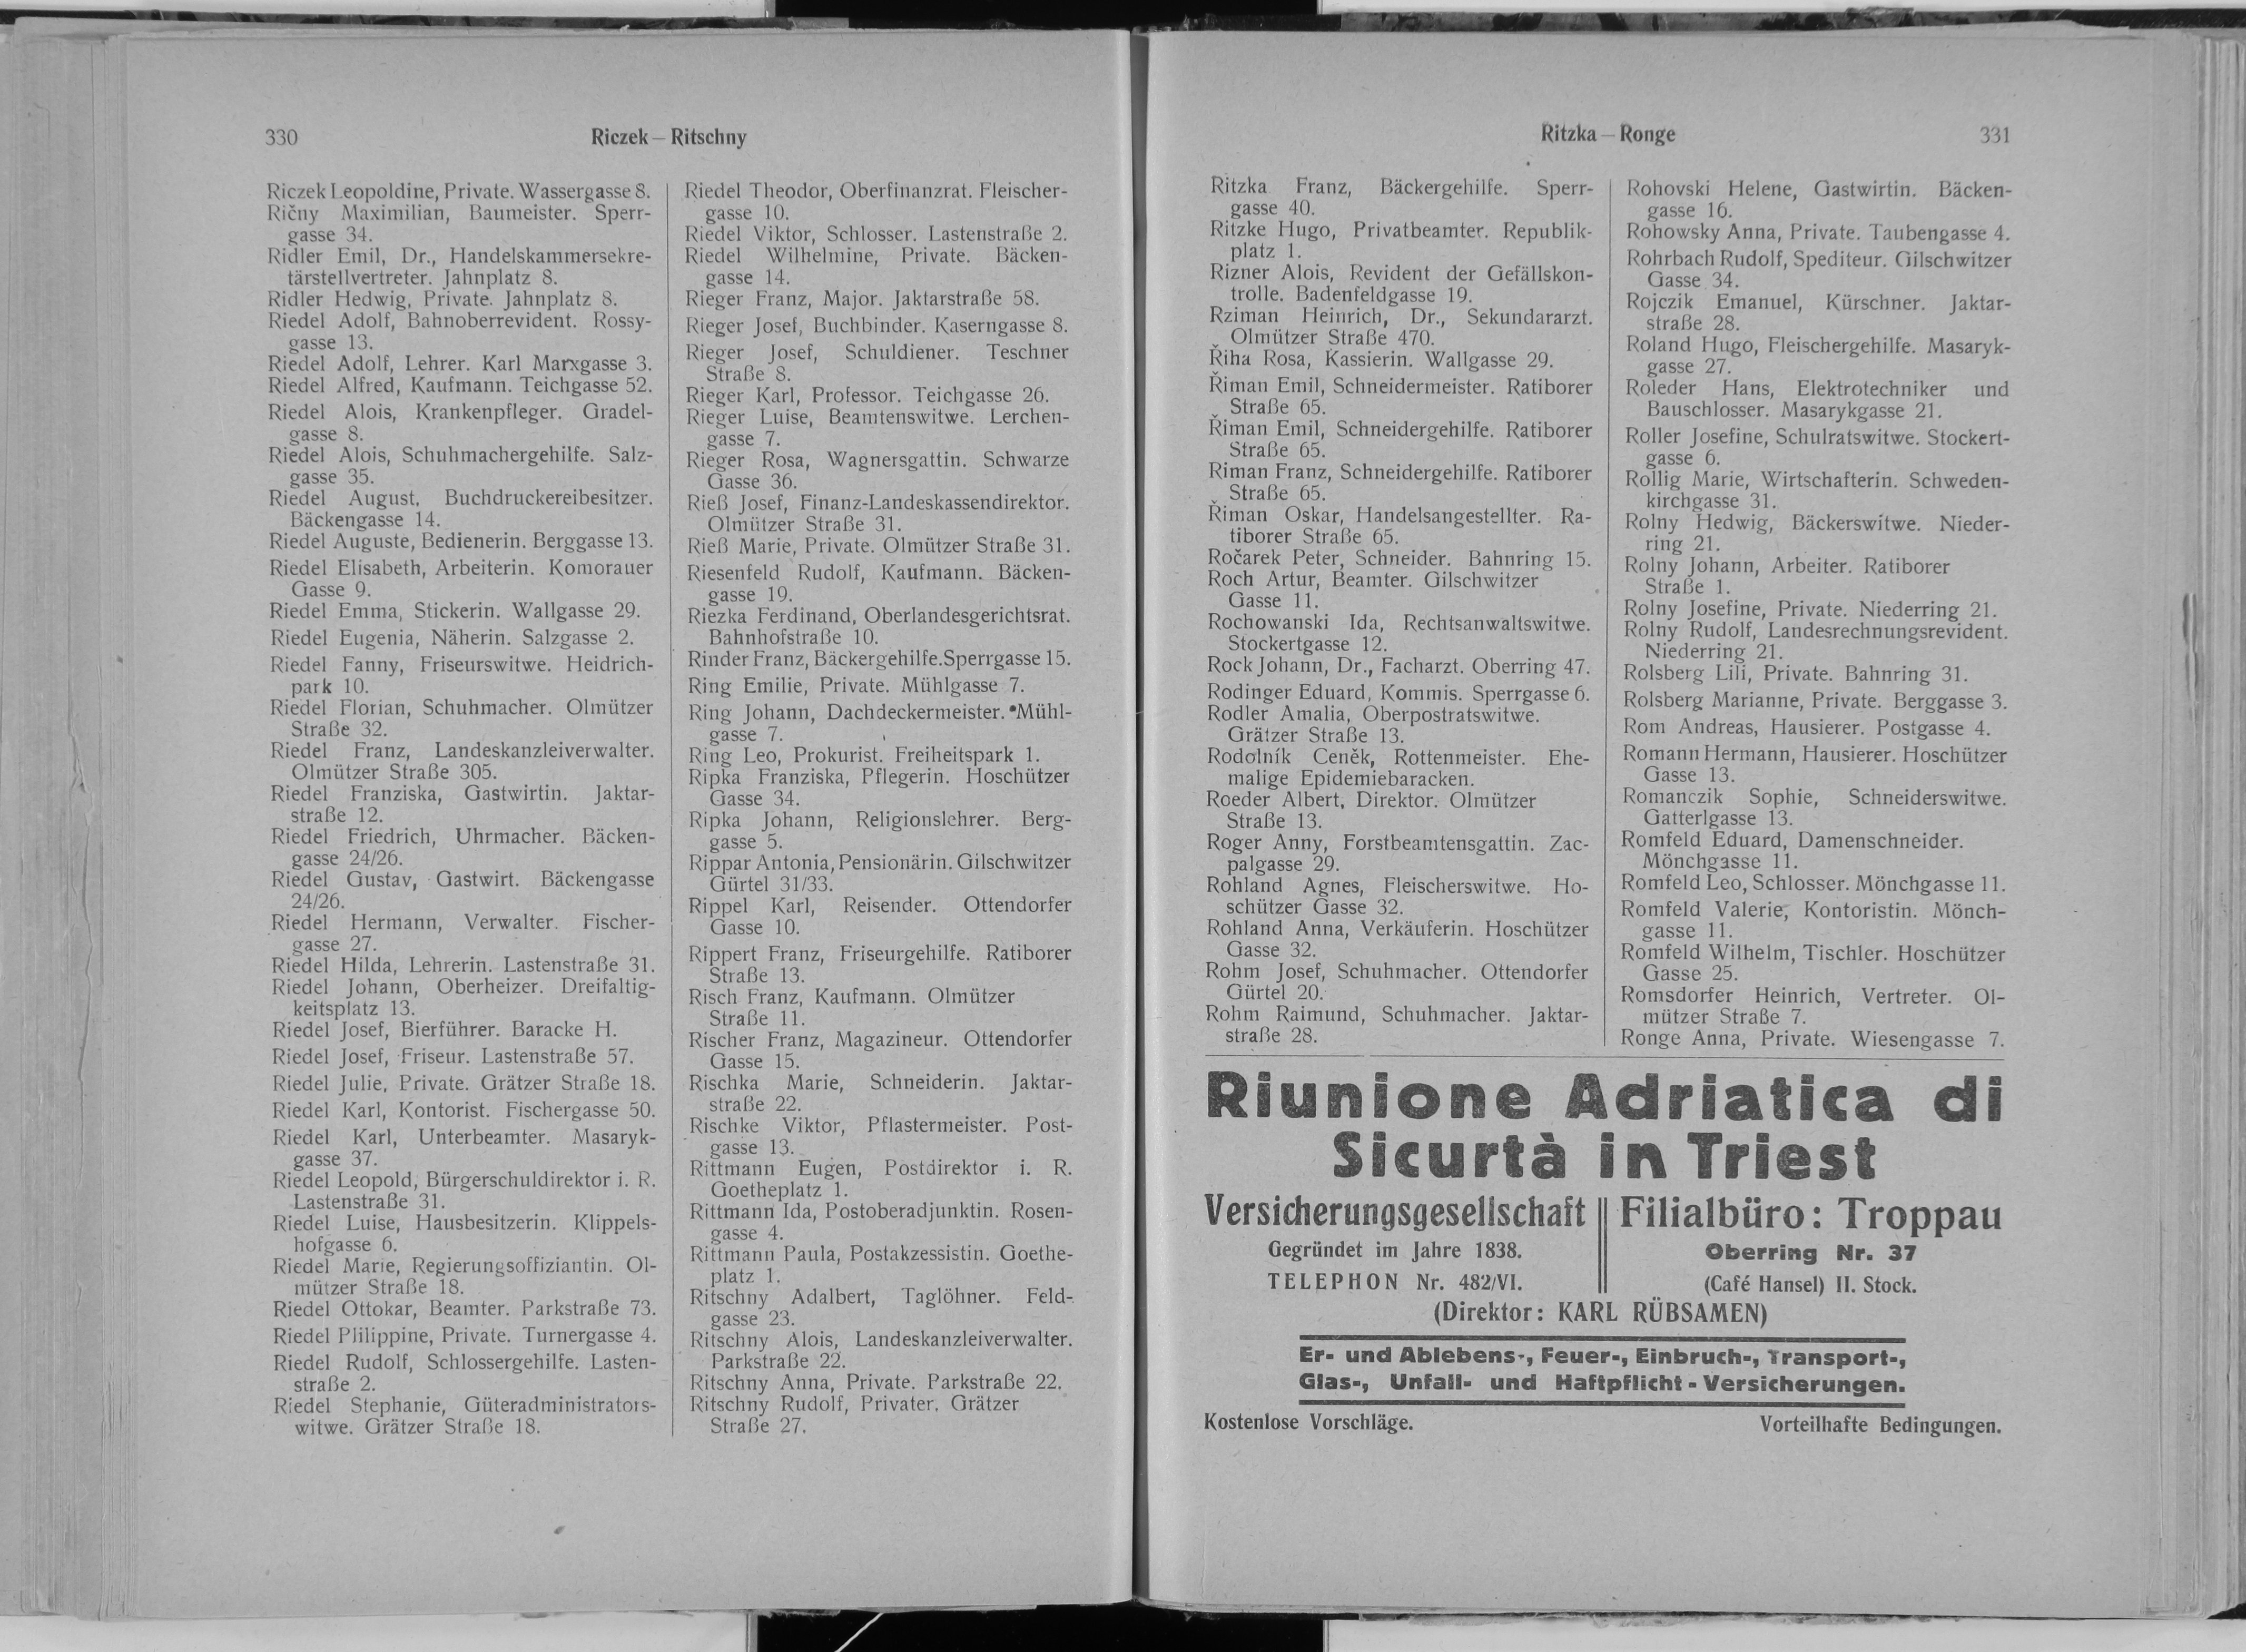 330
Riczek – Ritschny
Riczek Leopoldine, Private. Wassergasse 8.
Ričny Maximilian, Baumeister. Sperr-
gasse 34.
Ridler Emil, Dr., Handelskammersekre-
tärstellvertreter. Jahnplatz 8.
Ridler Hedwig, Private. Jahnplatz 8.
Riedel Adolf, Bahnoberrevident. Rossy-
gasse 13.
Riedel Adolf, Lehrer. Karl Marxgasse 3.
Riedel Alfred, Kaufmann. Teichgasse 52.
Riedel Alois, Krankenpfleger. Gradel-
gasse 8.
Riedel Alois, Schuhmachergehilfe. Salz-
gasse 35.
Riedel August, Buchdruckereibesitzer.
Bäckengasse 14.
Riedel Auguste, Bedienerin. Berggasse 13.
Riedel Elisabeth, Arbeiterin. Komorauer
Gasse 9.
Riedel Emma, Stickerin. Wallgasse 29.
Riedel Eugenia, Näherin. Salzgasse 2.
Riedel Fanny, Friseurswitwe. Heidrich-
park 10.
Riedel Florian, Schuhmacher. Olmützer
Straße 32.
Riedel Franz, Landeskanzleiverwalter.
Olmützer Straße 305.
Riedel Franziska, Gastwirtin. Jaktar-
straße 12.
Riedel Friedrich, Uhrmacher. Bäcken-
gasse 24/26.
Riedel Gustav, Gastwirt. Bäckengasse
24/26.
Riedel Hermann, Verwalter. Fischer-
gasse 27.
Riedel Hilda, Lehrerin. Lastenstraße 31.
Riedel Johann, Oberheizer. Dreifaltig-
keitsplatz 13.
Riedel Josef, Bierführer. Baracke H.
Riedel Josef, Friseur. Lastenstraße 57.
Riedel Julie, Private. Grätzer Straße 18.
Riedel Karl, Kontorist. Fischergasse 50.
Riedel Karl, Unterbeamter. Masaryk-
gasse 37.
Riedel Leopold, Bürgerschuldirektor i. R.
Lastenstraße 31.
Riedel Luise, Hausbesitzerin. Klippels-
hofgasse 6.
Riedel Marie, Regierungsoffiziantin. Ol-
mützer Straße 18.
Riedel Ottokar, Beamter. Parkstraße 73.
Riedel Plilippine, Private. Turnergasse 4.
Riedel Rudolf, Schlossergehilfe. Lasten-
straße 2.
Riedel Stephanie, Güteradministrators-
witwe. Grätzer Straße 18.
Riedel Theodor, Oberfinanzrat. Fleischer-
gasse 10.
Riedel Viktor, Schlosser. Lastenstraße 2.
Riedel Wilhelmine, Private. Bäcken-
gasse 14.
Rieger Franz, Major. Jaktarstraße 58.
Rieger Josef, Buchbinder. Kaserngasse 8.
Rieger Josef, Schuldiener. Teschner
Straße 8.
Rieger Karl, Professor. Teichgasse 26.
Rieger Luise, Beamtenswitwe. Lerchen-
gasse 7.
Rieger Rosa, Wagnersgattin. Schwarze
Gasse 36.
Rieß Josef, Finanz-Landeskassendirektor.
Olmützer Straße 31.
Rieß Marie, Private. Olmützer Straße 31.
Riesenfeld Rudolf, Kaufmann. Bäcken-
gasse 19.
Riezka Ferdinand, Oberlandesgerichtsrat.
Bahnhofstraße 10.
Rinder Franz, Bäckergehilfe.Sperrgasse 15.
Ring Emilie, Private. Mühlgasse 7.
Ring Johann, Dachdeckermeister. Mühl-
gasse 7.
Ring Leo, Prokurist. Freiheitspark 1.
Ripka Franziska, Pflegerin. Hoschützer
Gasse 34.
Ripka Johann, Religionslehrer. Berg-
gasse 5.
Rippar Antonia, Pensionärin. Gilschwitzer
Gürtel 31/33.
Rippel Karl, Reisender. Ottendorfer
Gasse 10.
Rippert Franz, Friseurgehilfe. Ratiborer
Straße 13.
Risch Franz, Kaufmann. Olmützer
Straße 11.
Rischer Franz, Magazineur. Ottendorfer
Gasse 15.
Rischka Marie, Schneiderin. Jaktar-
straße 22.
Rischke Viktor, Pflastermeister. Post-
gasse 13.
Rittmann Eugen, Postdirektor i. R.
Goetheplatz 1.
Rittmann Ida, Postoberadjunktin. Rosen-
gasse 4.
Rittmann Paula, Postakzessistin. Goethe-
platz 1.
Ritschny Adalbert, Taglöhner. Feld-
gasse 23.
Ritschny Alois, Landeskanzleiverwalter.
Parkstraße 22.
Ritschny Anna, Private. Parkstraße 22.
Ritschny Rudolf, Privater. Grätzer
Straße 27.
Ritzka – Ronge
331
Ritzka Franz, Bäckergehilfe. Sperr-
gasse 40.
Ritzke Hugo, Privatbeamter. Republik-
platz 1.
Rizner Alois, Revident der Gefällskon-
trolle. Badenfeldgasse 19.
Rziman Heinrich, Dr., Sekundararzt.
Olmützer Straße 470.
Řiha Rosa, Kassierin. Wallgasse 29.
Řiman Emil, Schneidermeister. Ratiborer
Straße 65.
Řiman Emil, Schneidergehilfe. Ratiborer
Straße 65.
Riman Franz, Schneidergehilfe. Ratiborer
Straße 65.
Řiman Oskar, Handelsangestellter. Ra-
tiborer Straße 65.
Ročarek Peter, Schneider. Bahnring 15.
Roch Artur, Beamter. Gilschwitzer
Gasse 11.
Rochowanski Ida, Rechtsanwaltswitwe.
Stockertgasse 12.
Rock Johann, Dr., Facharzt. Oberring 47.
Rodinger Eduard, Kommis. Sperrgasse 6.
Rodler Amalia, Oberpostratswitwe.
Grätzer Straße 13.
Rodolník Ceněk, Rottenmeister. Ehe-
malige Epidemiebaracken.
Roeder Albert, Direktor. Olmützer
Straße 13.
Roger Anny, Forstbeamtensgattin. Zac-
palgasse 29.
Rohland Agnes, Fleischerswitwe. Ho-
schützer Gasse 32.
Rohland Anna, Verkäuferin. Hoschützer
Gasse 32.
Rohm Josef, Schuhmacher. Ottendorfer
Gürtel 20.
Rohm Raimund, Schuhmacher. Jaktar-
straße 28.
Rohovski Helene, Gastwirtin. Bäcken-
gasse 16.
Rohowsky Anna, Private. Taubengasse 4.
Rohrbach Rudolf, Spediteur. Gilschwitzer
Gasse 34.
Rojczik Emanuel, Kürschner. Jaktar-
straße 28.
Roland Hugo, Fleischergehilfe. Masaryk-
gasse 27.
Roleder Hans, Elektrotechniker und
Bauschlosser. Masarykgasse 21.
Roller Josefine, Schulratswitwe. Stockert-
gasse 6.
Rollig Marie, Wirtschafterin. Schweden-
kirchgasse 31.
Rolny Hedwig, Bäckerswitwe. Nieder-
ring 21.
Rolny Johann, Arbeiter. Ratiborer
Straße 1.
Rolny Josefine, Private. Niederring 21.
Rolny Rudolf, Landesrechnungsrevident.
Niederring 21.
Rolsberg Lili, Private. Bahnring 31.
Rolsberg Marianne, Private. Berggasse 3.
Rom Andreas, Hausierer. Postgasse 4.
Romann Hermann, Hausierer. Hoschützer
Gasse 13.
Romanczik Sophie, Schneiderswitwe.
Gatterlgasse 13.
Romfeld Eduard, Damenschneider.
Mönchgasse 11.
Romfeld Leo, Schlosser. Mönchgasse 11.
Romfeld Valerie, Kontoristin. Mönch-
gasse 11.
Romfeld Wilhelm, Tischler. Hoschützer
Gasse 25.
Romsdorfer Heinrich, Vertreter. Ol-
mützer Straße 7.
Ronge Anna, Private. Wiesengasse 7.
Riunione Adriatica di
Sicurtà in Triest
Versicherungsgesellschaft
Gegründet im Jahre 1838.
TELEPHON Nr. 482/VI.
Filialbüro: Troppau
Oberring Nr. 37
(Café Hansel) II. Stock.
(Direktor: KARL RÜBSAMEN)
Er- und Ablebens-, Feuer-, Einbruch-, Transport-,
Glas-, Unfall- und Haftpflicht-Versicherungen.
Kostenlose Vorschläge.
Vorteilhafte Bedingungen.